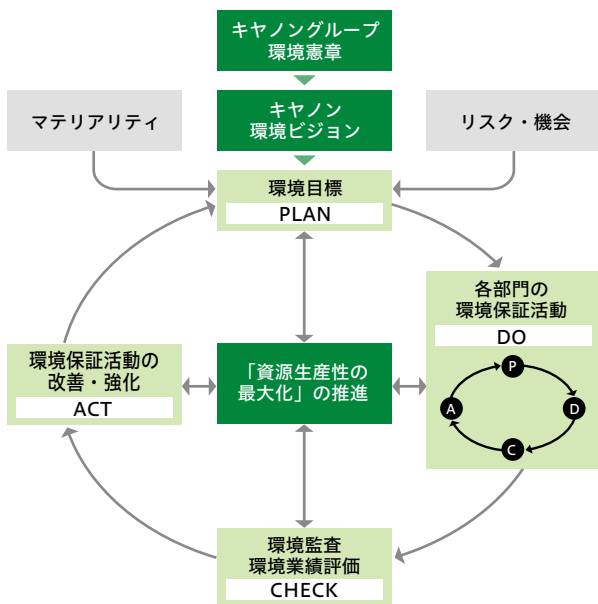 キヤノングループ
環境憲章
マテリアリティ
キヤノン
環境ビジョン
リスク・機会
環境目標
PLAN
各部門の
環境保証活動
DO
P
A
D
C
環境保証活動の
改善・強化
ACT
「資源生産性の
最大化」の推進
環境監査
環境業績評価
CHECK